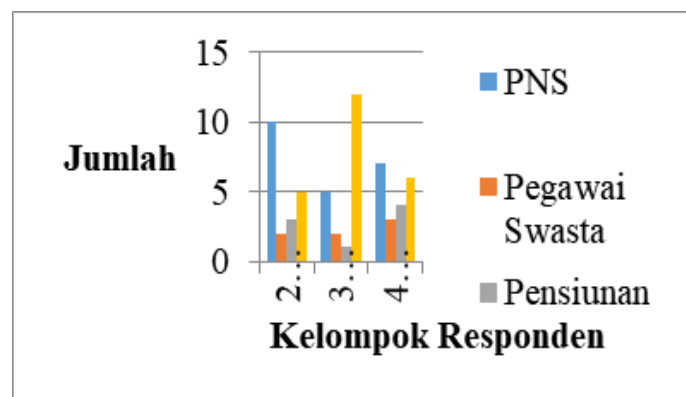 15
10
5
0
Jumlah
2...
3...
4...
Kelompok Responden
PNS
Pegawai
Swasta
Pensiunan